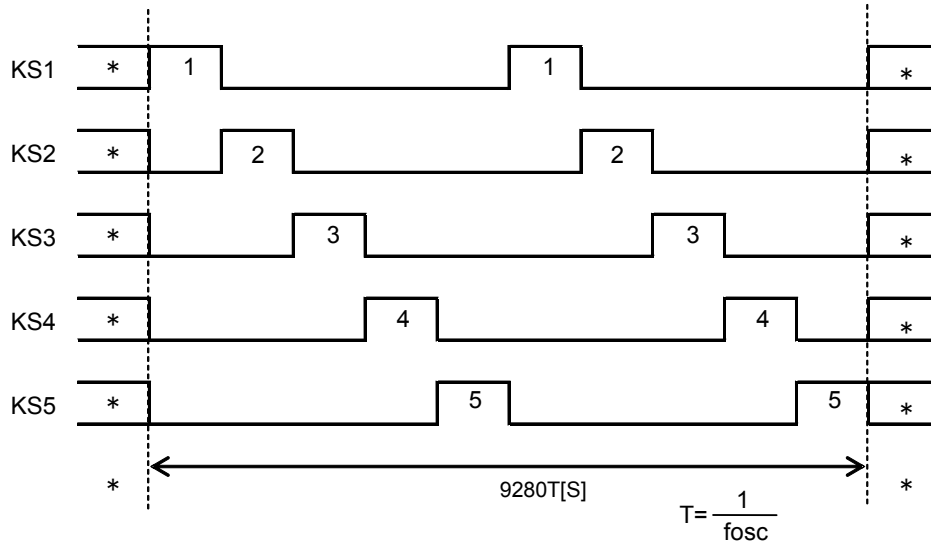 KS1 * 1 1 *
KS2 * 2 2 *
KS3 * 3 3 *
KS4 * 4 4 *
KS5 * 5 5 *
* 9280T[S] *
T= 1
fosc